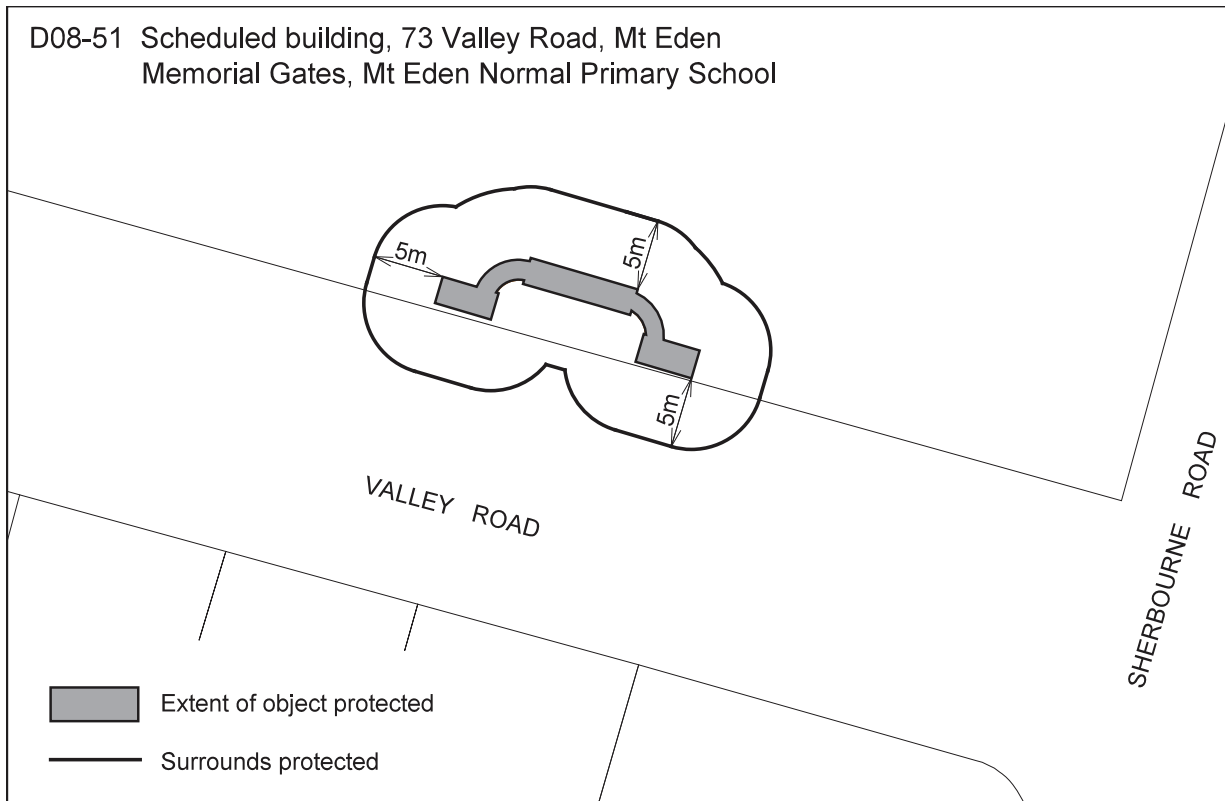 D08-51 Scheduled building, 73 Valley Road, Mt Eden
Memorial Gates, Mt Eden Normal Primary School
5m
5m
5m
VALLEY ROAD
SHERBOURNE ROAD
Extent of object protected
Surrounds protected